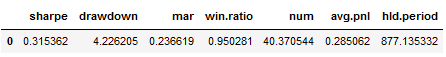 sharpe drawdown mar win.ratio num avg.pnl hld.period
0 0.315362 4.226205 0.236619 0.950281 40.370544 0.285062 877.135332